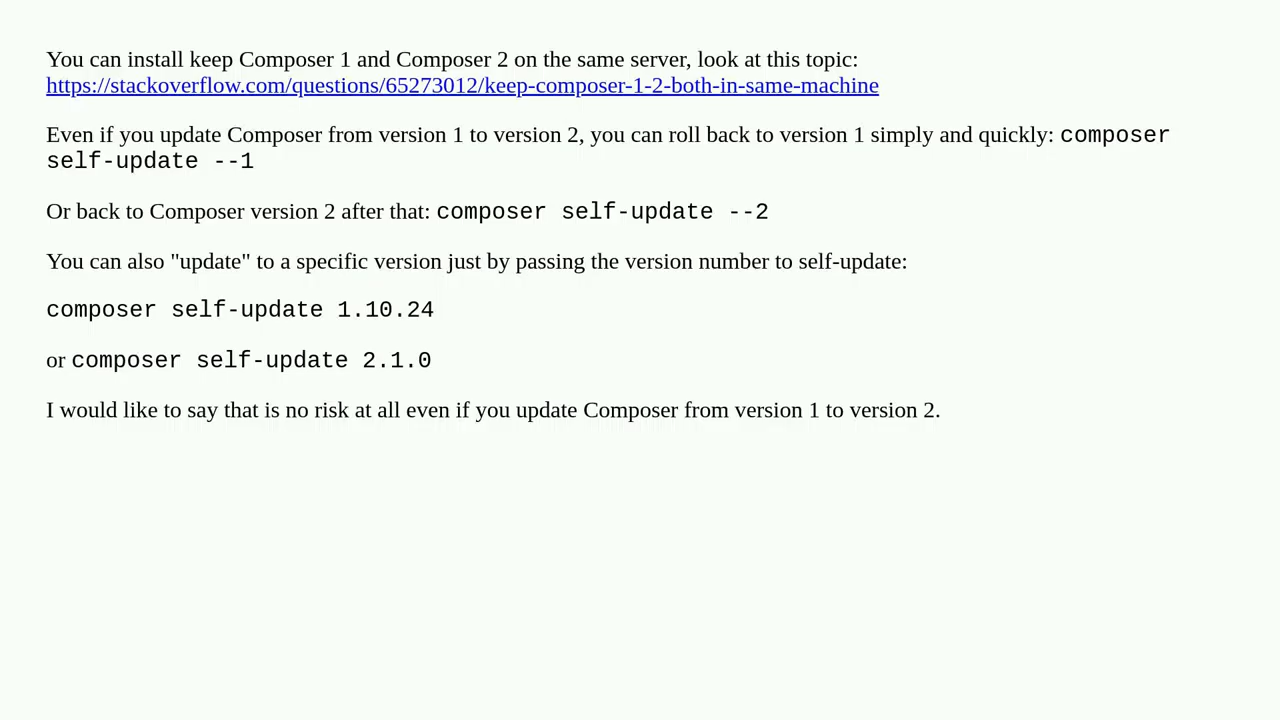 You can install keep Composer 1 and Composer 2 on the same server, look at this topic:
https://stackoverflow.com/questions/65273012/keep-composer-1-2-both-in-same-machine
Even if you update Composer from version 1 to version 2, you can roll back to version 1 simply and quickly: composer
self-update --1
Or back to Composer version 2 after that: composer self-update --2
You can also "update" to a specific version just by passing the version number to self-update:
composer self-update 1.10.24
or composer self-update 2.1.0
I would like to say that is no risk at all even if you update Composer from version 1 to version 2.